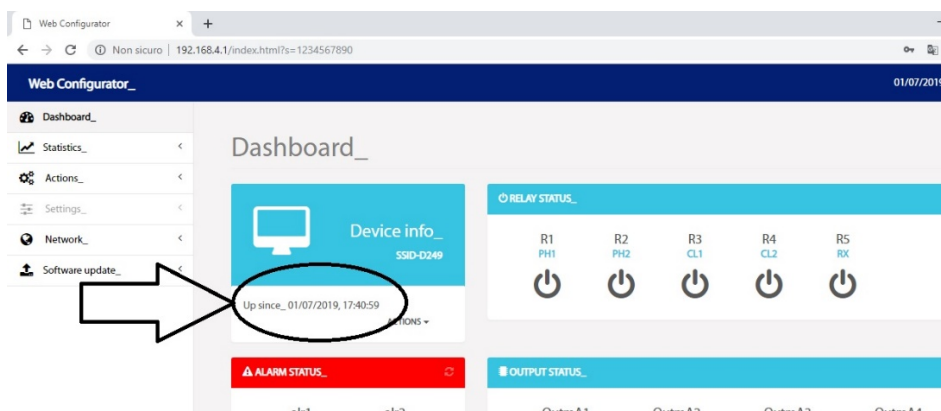 Web Configurator
Non sicuro | 192.168.4.1/index.html?s=1234567890
Web Configurator_
01/07/2019
Dashboard_
Statistics_
Actions_
Settings_
Network_
Software update_
Dashboard_
Device info_
SSID-D249
Up since_ 01/07/2019, 17:40:59
ACTIONS
RELAY STATUS_
R1 R2 R3 R4 R5
PH1 PH2 CL1 CL2 RX
ALARM STATUS_
OUTPUT STATUS_